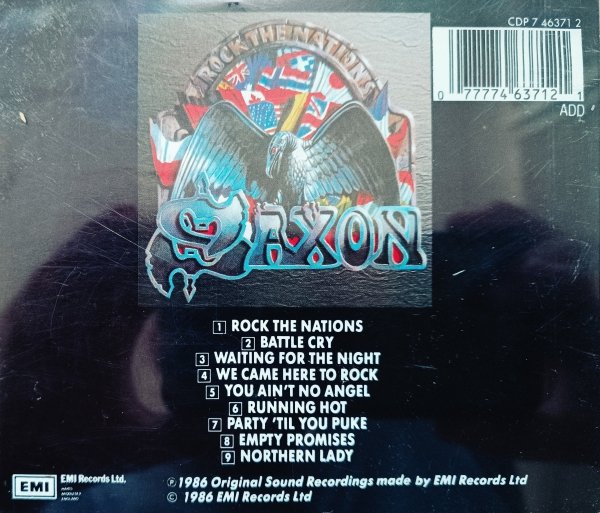 CDP 7 46371 2
0 77774 63712 1
ADD
ROCK THE NATIONS
SAXON
1 ROCK THE NATIONS
2 BATTLE CRY
3 WAITING FOR THE NIGHT
4 WE CAME HERE TO ROCK
5 YOU AIN'T NO ANGEL
6 RUNNING HOT
7 PARTY 'TIL YOU PUKE
8 EMPTY PROMISES
9 NORTHERN LADY
EMI EMI Records Ltd.
℗ 1986 Original Sound Recordings made by EMI Records Ltd
© 1986 EMI Records Ltd